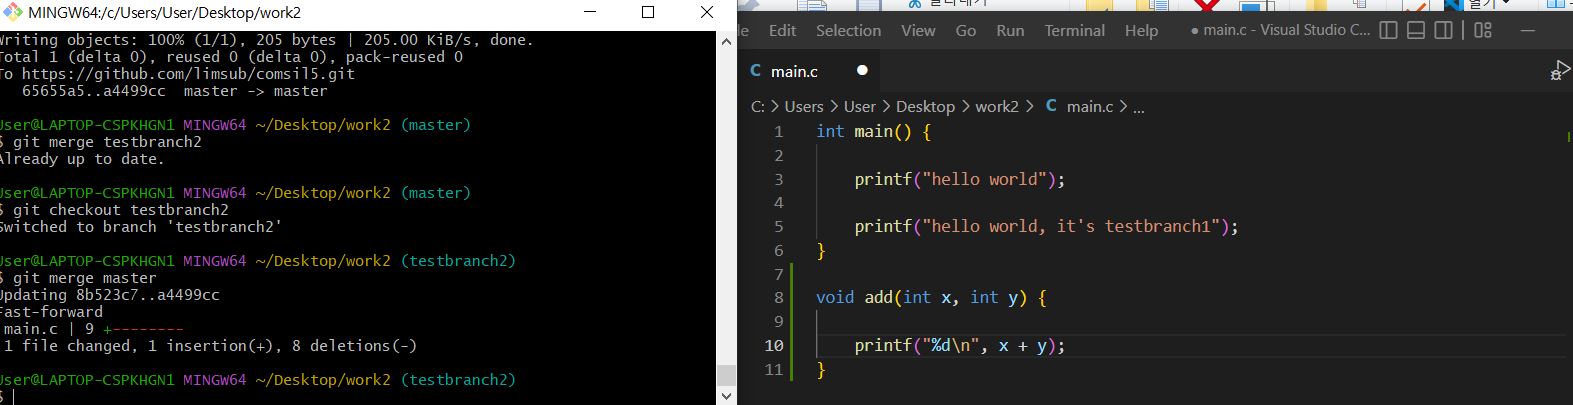 MINGW64:/c/Users/User/Desktop/work2
Writing objects: 100% (1/1), 205 bytes | 205.00 KiB/s, done.
Total 1 (delta 0), reused 0 (delta 0), pack-reused 0
To https://github.com/limsub/comsil5.git
65655a5..a4499cc master -> master
User@LAPTOP-CSPKHGN1 MINGW64 ~/Desktop/work2 (master)
$ git merge testbranch2
Already up to date.
User@LAPTOP-CSPKHGN1 MINGW64 ~/Desktop/work2 (master)
$ git checkout testbranch2
Switched to branch 'testbranch2'
User@LAPTOP-CSPKHGN1 MINGW64 ~/Desktop/work2 (testbranch2)
$ git merge master
Updating 8b523c7..a4499cc
Fast-forward
main.c | 9 +--------
1 file changed, 1 insertion(+), 8 deletions(-)
User@LAPTOP-CSPKHGN1 MINGW64 ~/Desktop/work2 (testbranch2)
$
Edit Selection View Go Run Terminal Help ● main.c - Visual Studio C...
C main.c ●
C: > Users > User > Desktop > work2 > C main.c > ...
1 int main() {
2
3 printf("hello world");
4
5 printf("hello world, it's testbranch1");
6 }
7
8 void add(int x, int y) {
9
10 printf("%d\n", x + y);
11 }